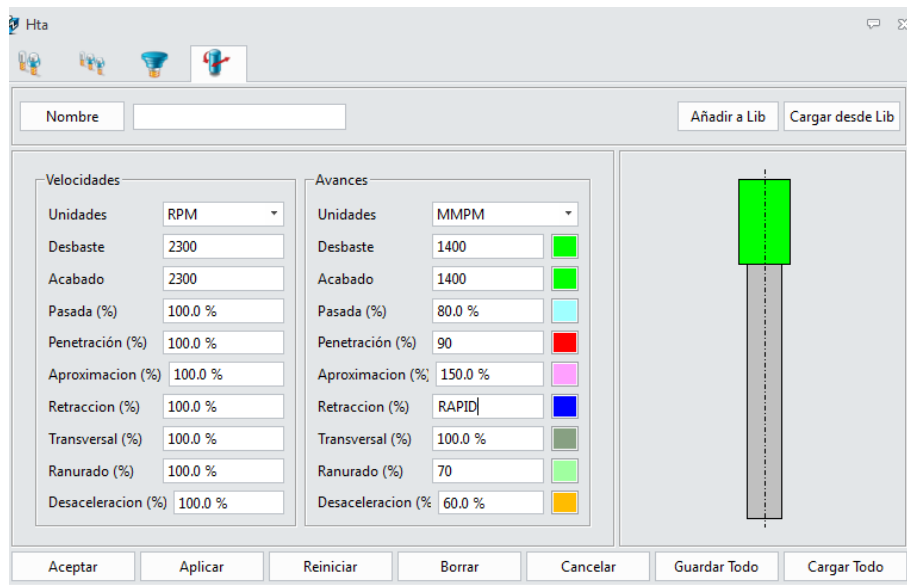 Hta
Nombre
Añadir a Lib
Cargar desde Lib
Velocidades
Unidades RPM
Desbaste 2300
Acabado 2300
Pasada (%) 100.0 %
Penetración (%) 100.0 %
Aproximacion (%) 100.0 %
Retraccion (%) 100.0 %
Transversal (%) 100.0 %
Ranurado (%) 100.0 %
Desaceleracion (%) 100.0 %
Avances
Unidades MMPM
Desbaste 1400
Acabado 1400
Pasada (%) 80.0 %
Penetración (%) 90
Aproximacion (%) 150.0 %
Retraccion (%) RAPID
Transversal (%) 100.0 %
Ranurado (%) 70
Desaceleracion (% 60.0 %
Aceptar
Aplicar
Reiniciar
Borrar
Cancelar
Guardar Todo
Cargar Todo